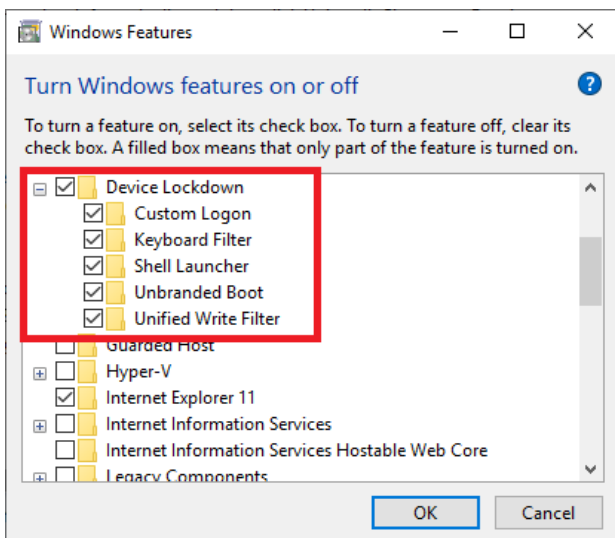 Windows Features
Turn Windows features on or off
To turn a feature on, select its check box. To turn a feature off, clear its
check box. A filled box means that only part of the feature is turned on.
Device Lockdown
Custom Logon
Keyboard Filter
Shell Launcher
Unbranded Boot
Unified Write Filter
Guarded Host
Hyper-V
Internet Explorer 11
Internet Information Services
Internet Information Services Hostable Web Core
Legacy Components
OK
Cancel